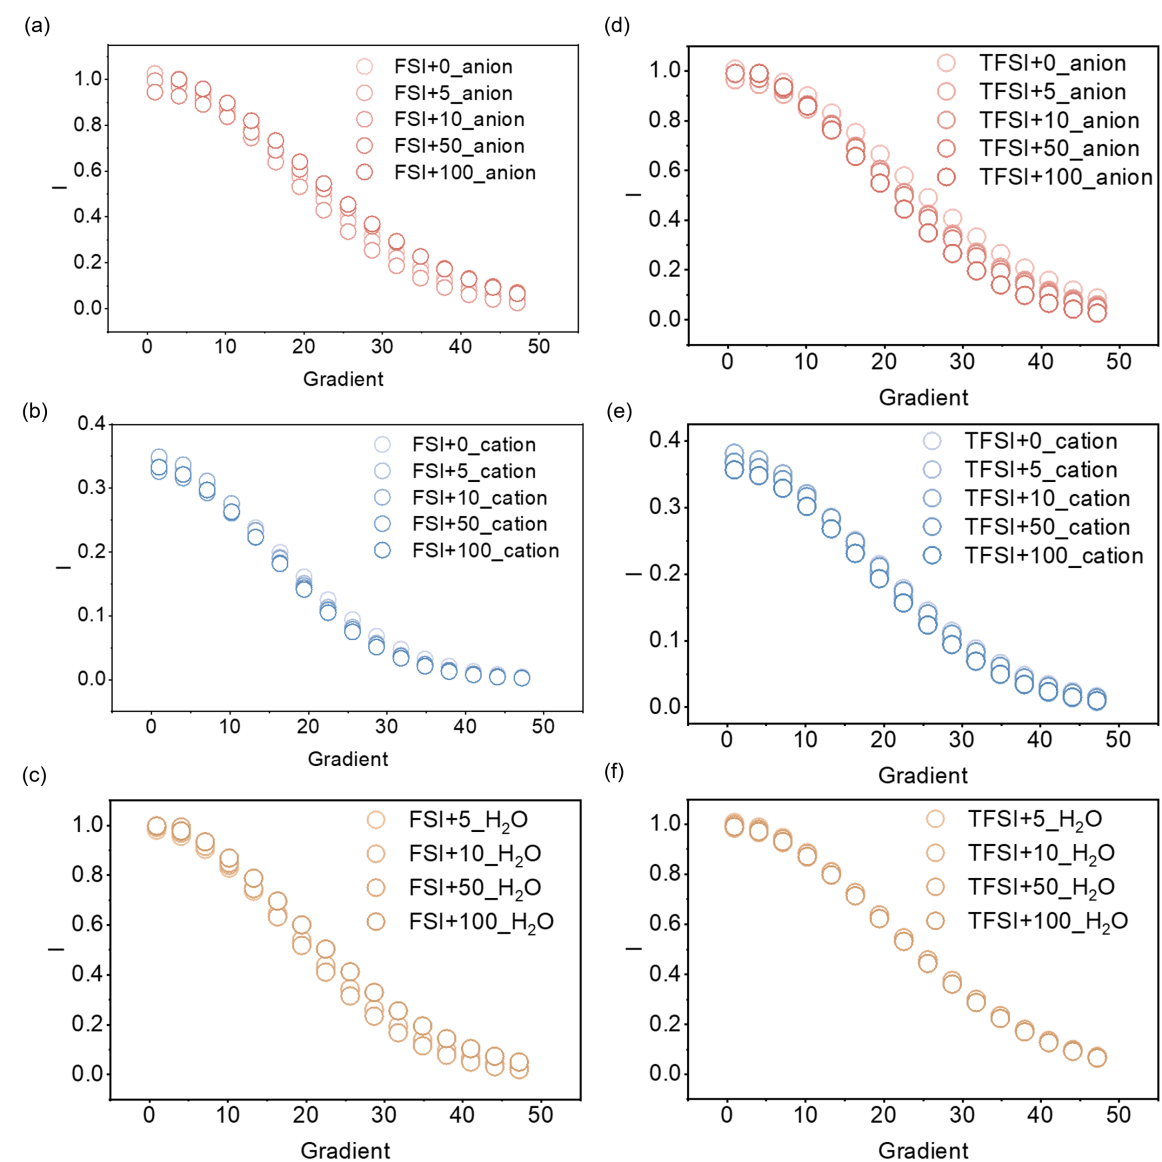 (a)
1.0
0.8
0.6
0.4
0.2
0.0
I
0
10
20
30
40
50
Gradient
FSI+0_anion
FSI+5_anion
FSI+10_anion
FSI+50_anion
FSI+100_anion
(d)
1.0
0.8
0.6
0.4
0.2
0.0
I
0
10
20
30
40
50
Gradient
TFSI+0_anion
TFSI+5_anion
TFSI+10_anion
TFSI+50_anion
TFSI+100_anion
(b)
0.4
0.3
0.2
0.1
0.0
I
0
10
20
30
40
50
Gradient
FSI+0_cation
FSI+5_cation
FSI+10_cation
FSI+50_cation
FSI+100_cation
(e)
0.4
0.3
0.2
0.1
0.0
I
0
10
20
30
40
50
Gradient
TFSI+0_cation
TFSI+5_cation
TFSI+10_cation
TFSI+50_cation
TFSI+100_cation
(c)
1.0
0.8
0.6
0.4
0.2
0.0
I
0
10
20
30
40
50
Gradient
FSI+5_H₂O
FSI+10_H₂O
FSI+50_H₂O
FSI+100_H₂O
(f)
1.0
0.8
0.6
0.4
0.2
0.0
I
0
10
20
30
40
50
Gradient
TFSI+5_H₂O
TFSI+10_H₂O
TFSI+50_H₂O
TFSI+100_H₂O